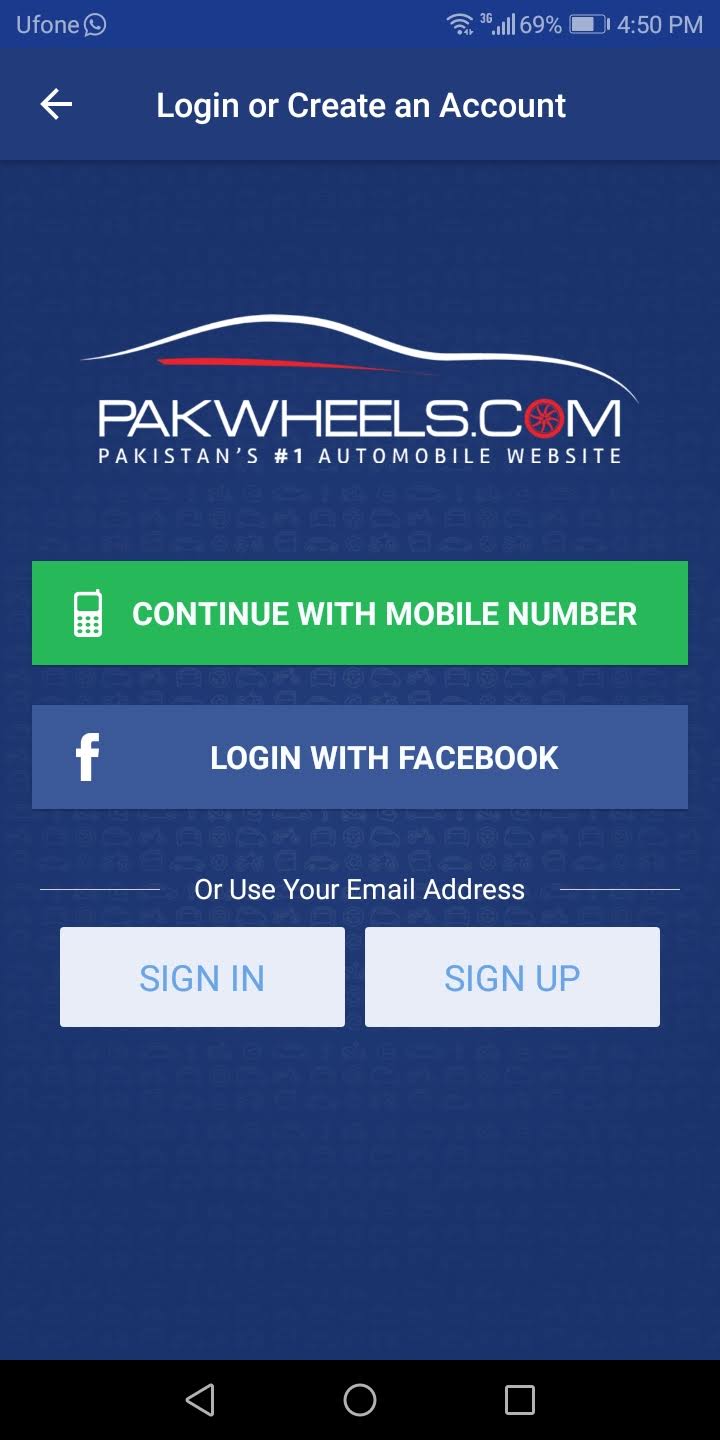 Ufone 3G 69% 4:50 PM
Login or Create an Account
PAKWHEELS.COM
PAKISTAN'S #1 AUTOMOBILE WEBSITE
CONTINUE WITH MOBILE NUMBER
f LOGIN WITH FACEBOOK
Or Use Your Email Address
SIGN IN SIGN UP